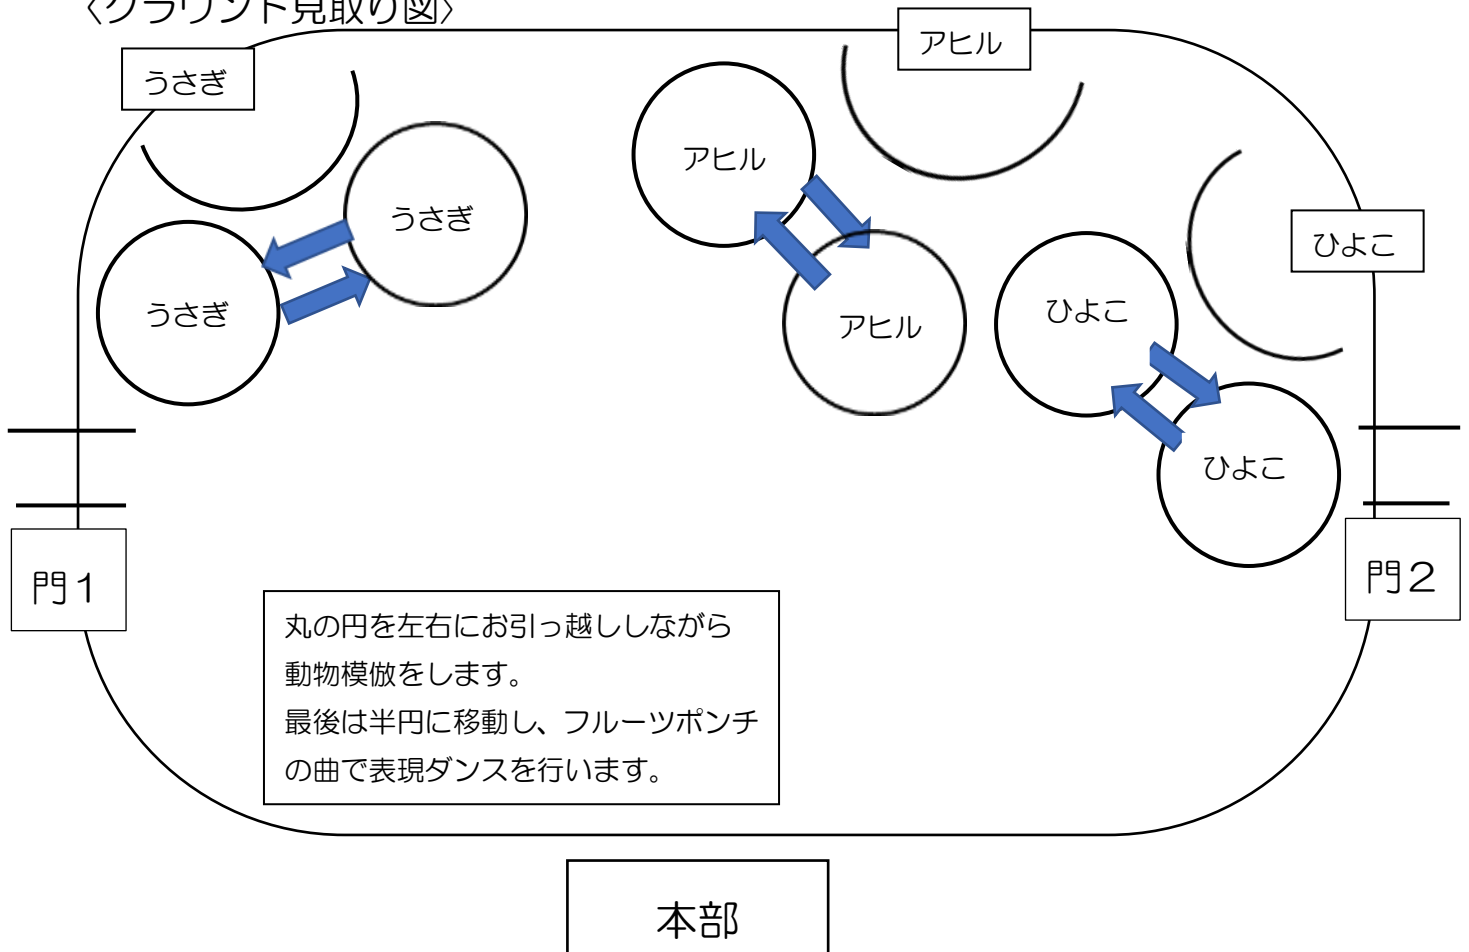 〈グラウンド見取り図〉
アヒル
うさぎ
アヒル
うさぎ
ひよこ
うさぎ
ひよこ
アヒル
ひよこ
門1
門2
丸の円を左右にお引っ越ししながら
動物模倣をします。
最後は半円に移動し、フルーツポンチ
の曲で表現ダンスを行います。
本部